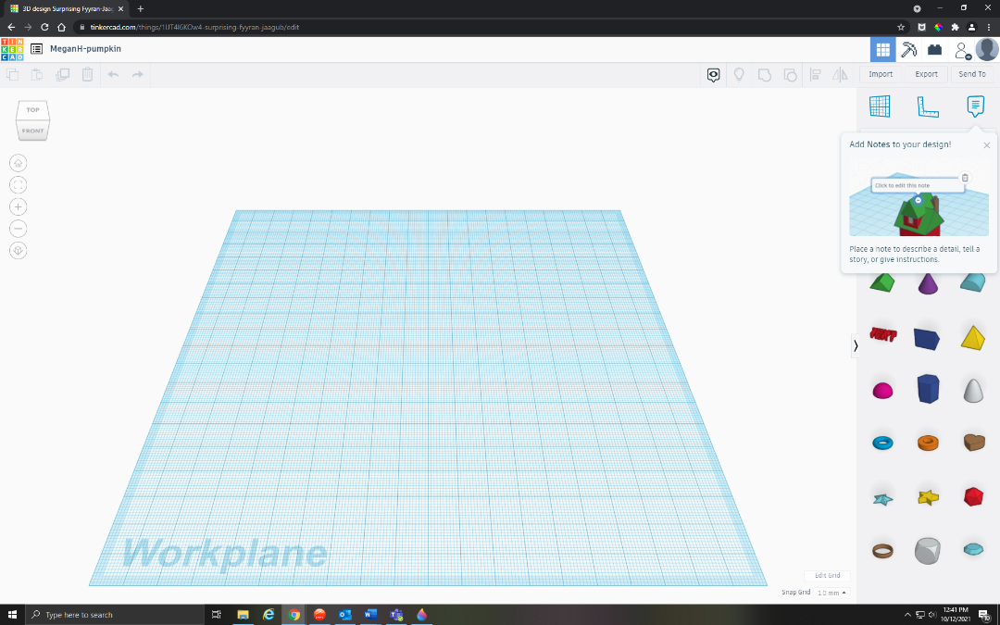 3D design Surprising Fyyran-Jaag
tinkercad.com/things/1IJT4I6KOw4-surprising-fyyran-jaagub/edit
TIN
KER
CAD
MeganH-pumpkin
Import Export Send To
TOP
FRONT
Add Notes to your design!
Click to edit this note
Place a note to describe a detail, tell a
story, or give instructions.
TEXT
Workplane
Edit Grid
Snap Grid 1.0 mm
Type here to search
12:41 PM
10/12/2021